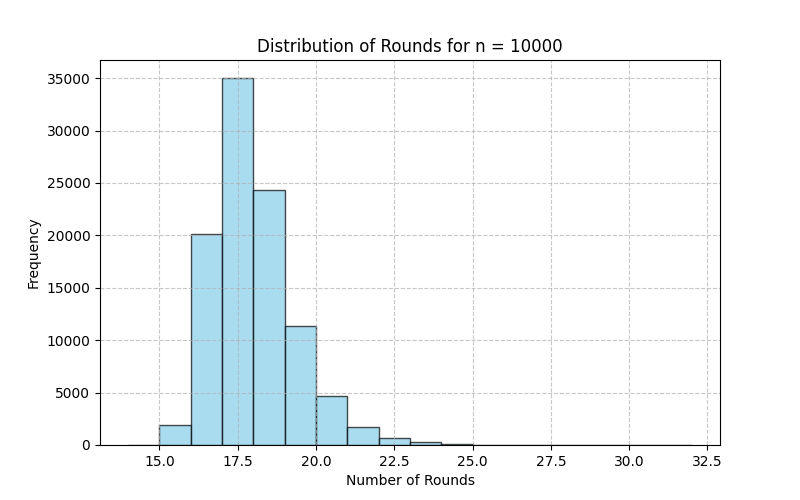 Distribution of Rounds for n = 10000
35000
30000
25000
20000
15000
10000
5000
0
Frequency
15.0 17.5 20.0 22.5 25.0 27.5 30.0 32.5
Number of Rounds